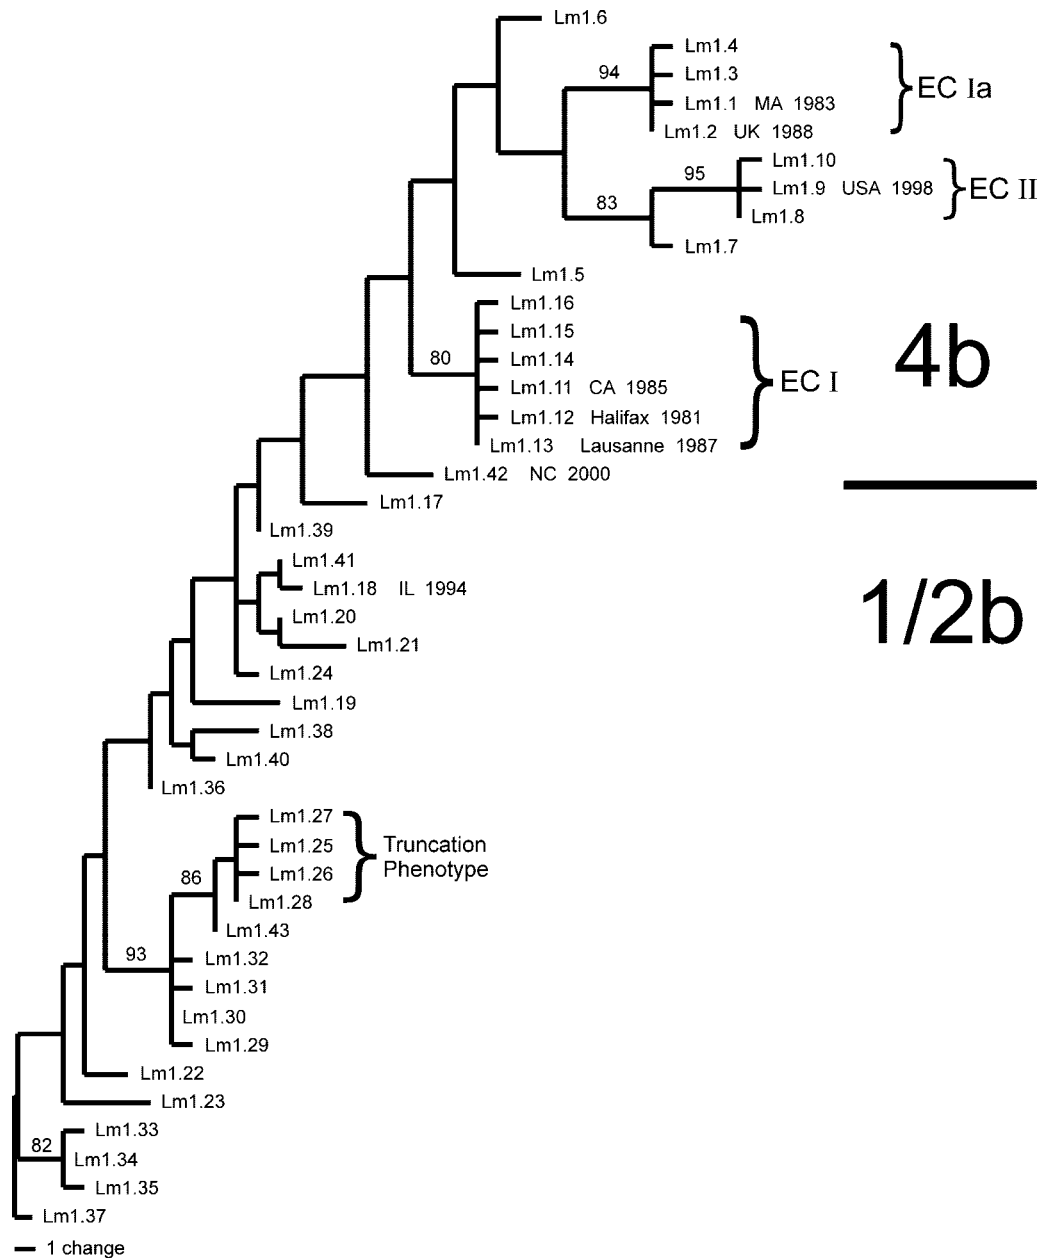 Lm1.6
Lm1.4
94
Lm1.3
EC Ia
Lm1.1 MA 1983
Lm1.2 UK 1988
Lm1.10
95
Lm1.9 USA 1998
EC II
83
Lm1.8
Lm1.7
Lm1.5
Lm1.16
Lm1.15
80
Lm1.14
4b
EC I
Lm1.11 CA 1985
Lm1.12 Halifax 1981
Lm1.13 Lausanne 1987
Lm1.42 NC 2000
Lm1.17
Lm1.39
Lm1.41
Lm1.18 IL 1994
1/2b
Lm1.20
Lm1.21
Lm1.24
Lm1.19
Lm1.38
Lm1.40
Lm1.36
Lm1.27
Lm1.25
Truncation
Phenotype
86
Lm1.26
Lm1.28
Lm1.43
93
Lm1.32
Lm1.31
Lm1.30
Lm1.29
Lm1.22
Lm1.23
Lm1.33
82
Lm1.34
Lm1.35
Lm1.37
1 change